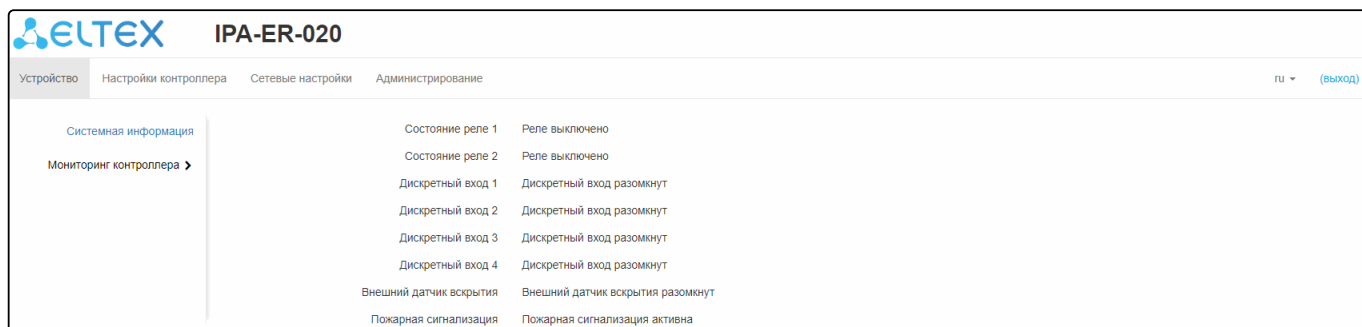 ELTEX IPA-ER-020
Устройство Настройки контроллера Сетевые настройки Администрирование ru (выход)
Системная информация
Мониторинг контроллера
Состояние реле 1 Реле выключено
Состояние реле 2 Реле выключено
Дискретный вход 1 Дискретный вход разомкнут
Дискретный вход 2 Дискретный вход разомкнут
Дискретный вход 3 Дискретный вход разомкнут
Дискретный вход 4 Дискретный вход разомкнут
Внешний датчик вскрытия Внешний датчик вскрытия разомкнут
Пожарная сигнализация Пожарная сигнализация активна